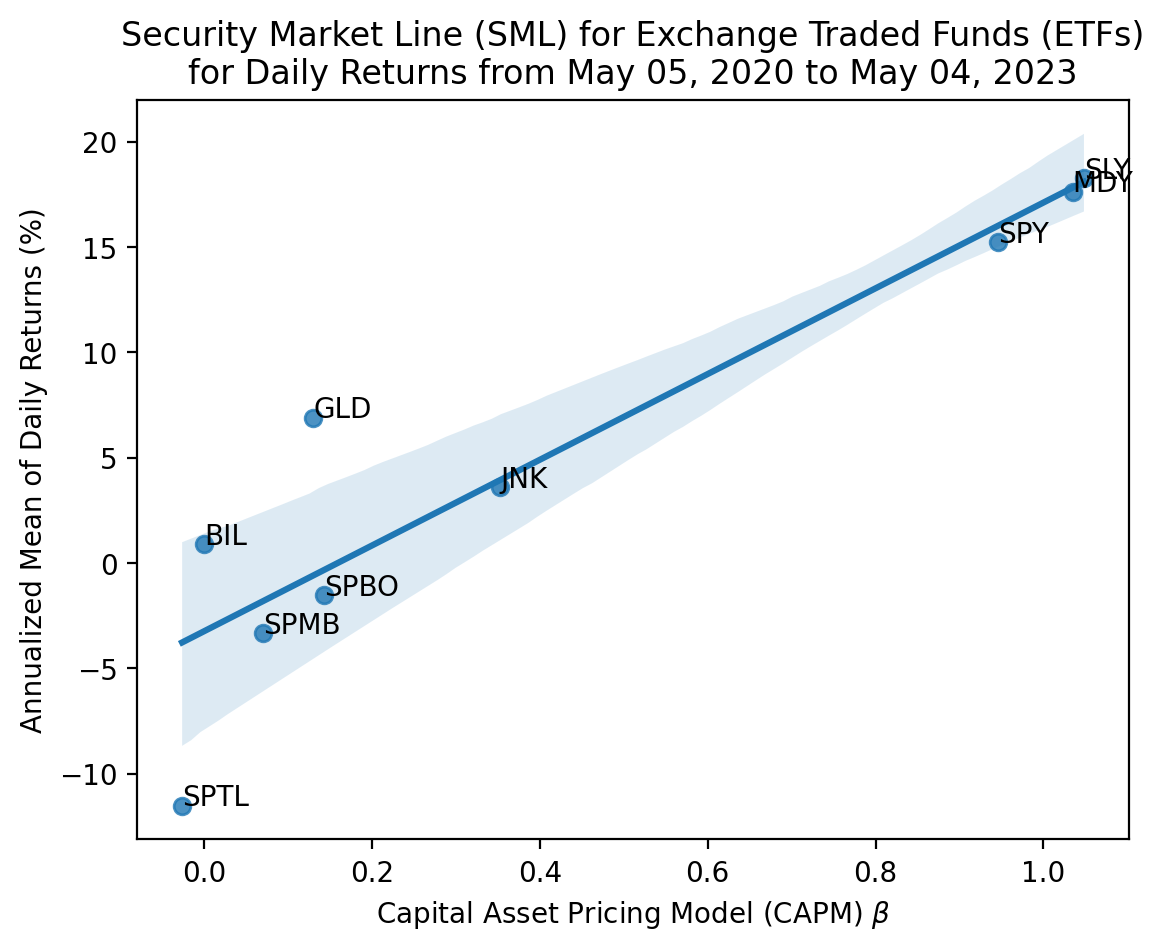 Security Market Line (SML) for Exchange Traded Funds (ETFs)
for Daily Returns from May 05, 2020 to May 04, 2023
Annualized Mean of Daily Returns (%)
20
15
10
5
0
−5
−10
SLY
MDY
SPY
GLD
JNK
BIL
SPBO
SPMB
SPTL
0.0 0.2 0.4 0.6 0.8 1.0
Capital Asset Pricing Model (CAPM) β